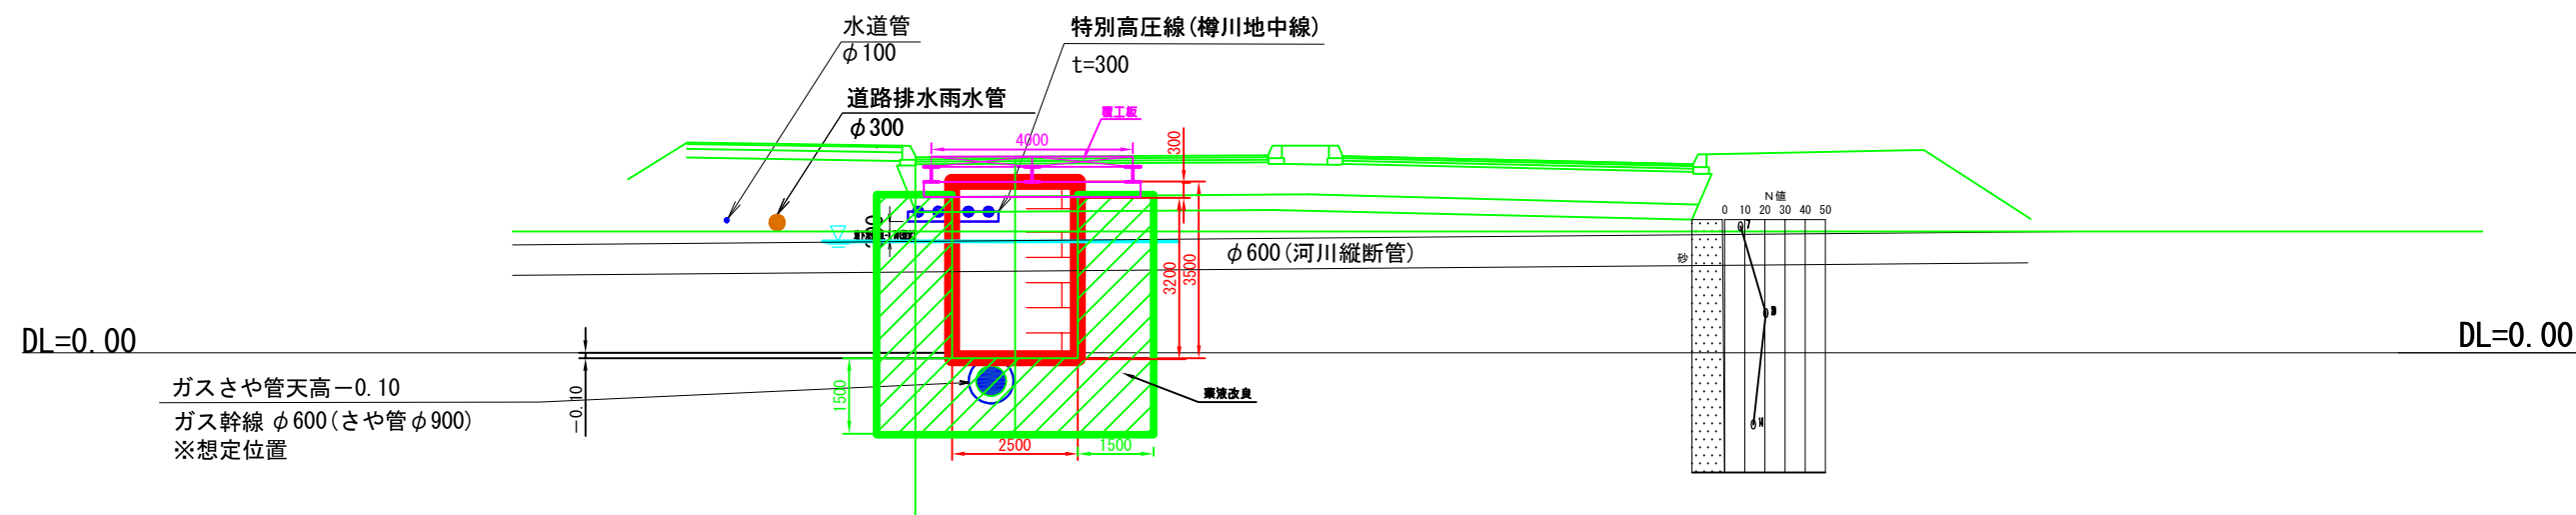 水道管
φ100
特別高圧線(樽川地中線)
t=300
道路排水雨水管
φ300
覆工板
4000
300
N値
0 10 20 30 40 50
7
砂
φ600(河川縦断管)
3200
3500
DL=0.00
DL=0.00
ガスさや管天高−0.10
ガス幹線 φ600(さや管φ900)
※想定位置
−0.10
1500
薬液改良
2500
1500